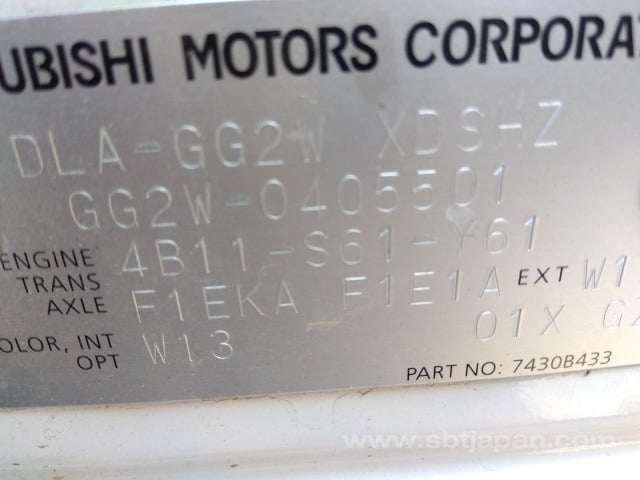 UBISHI MOTORS CORPORA
DLA-GG2W XDSHZ
GG2W-0405501
ENGINE 4B11-S61-Y61
TRANS AXLE F1EKA F1E1A EXT W1
OLOR, INT OPT W13 01X G
PART NO: 7430B433
www.sbtjapan.com